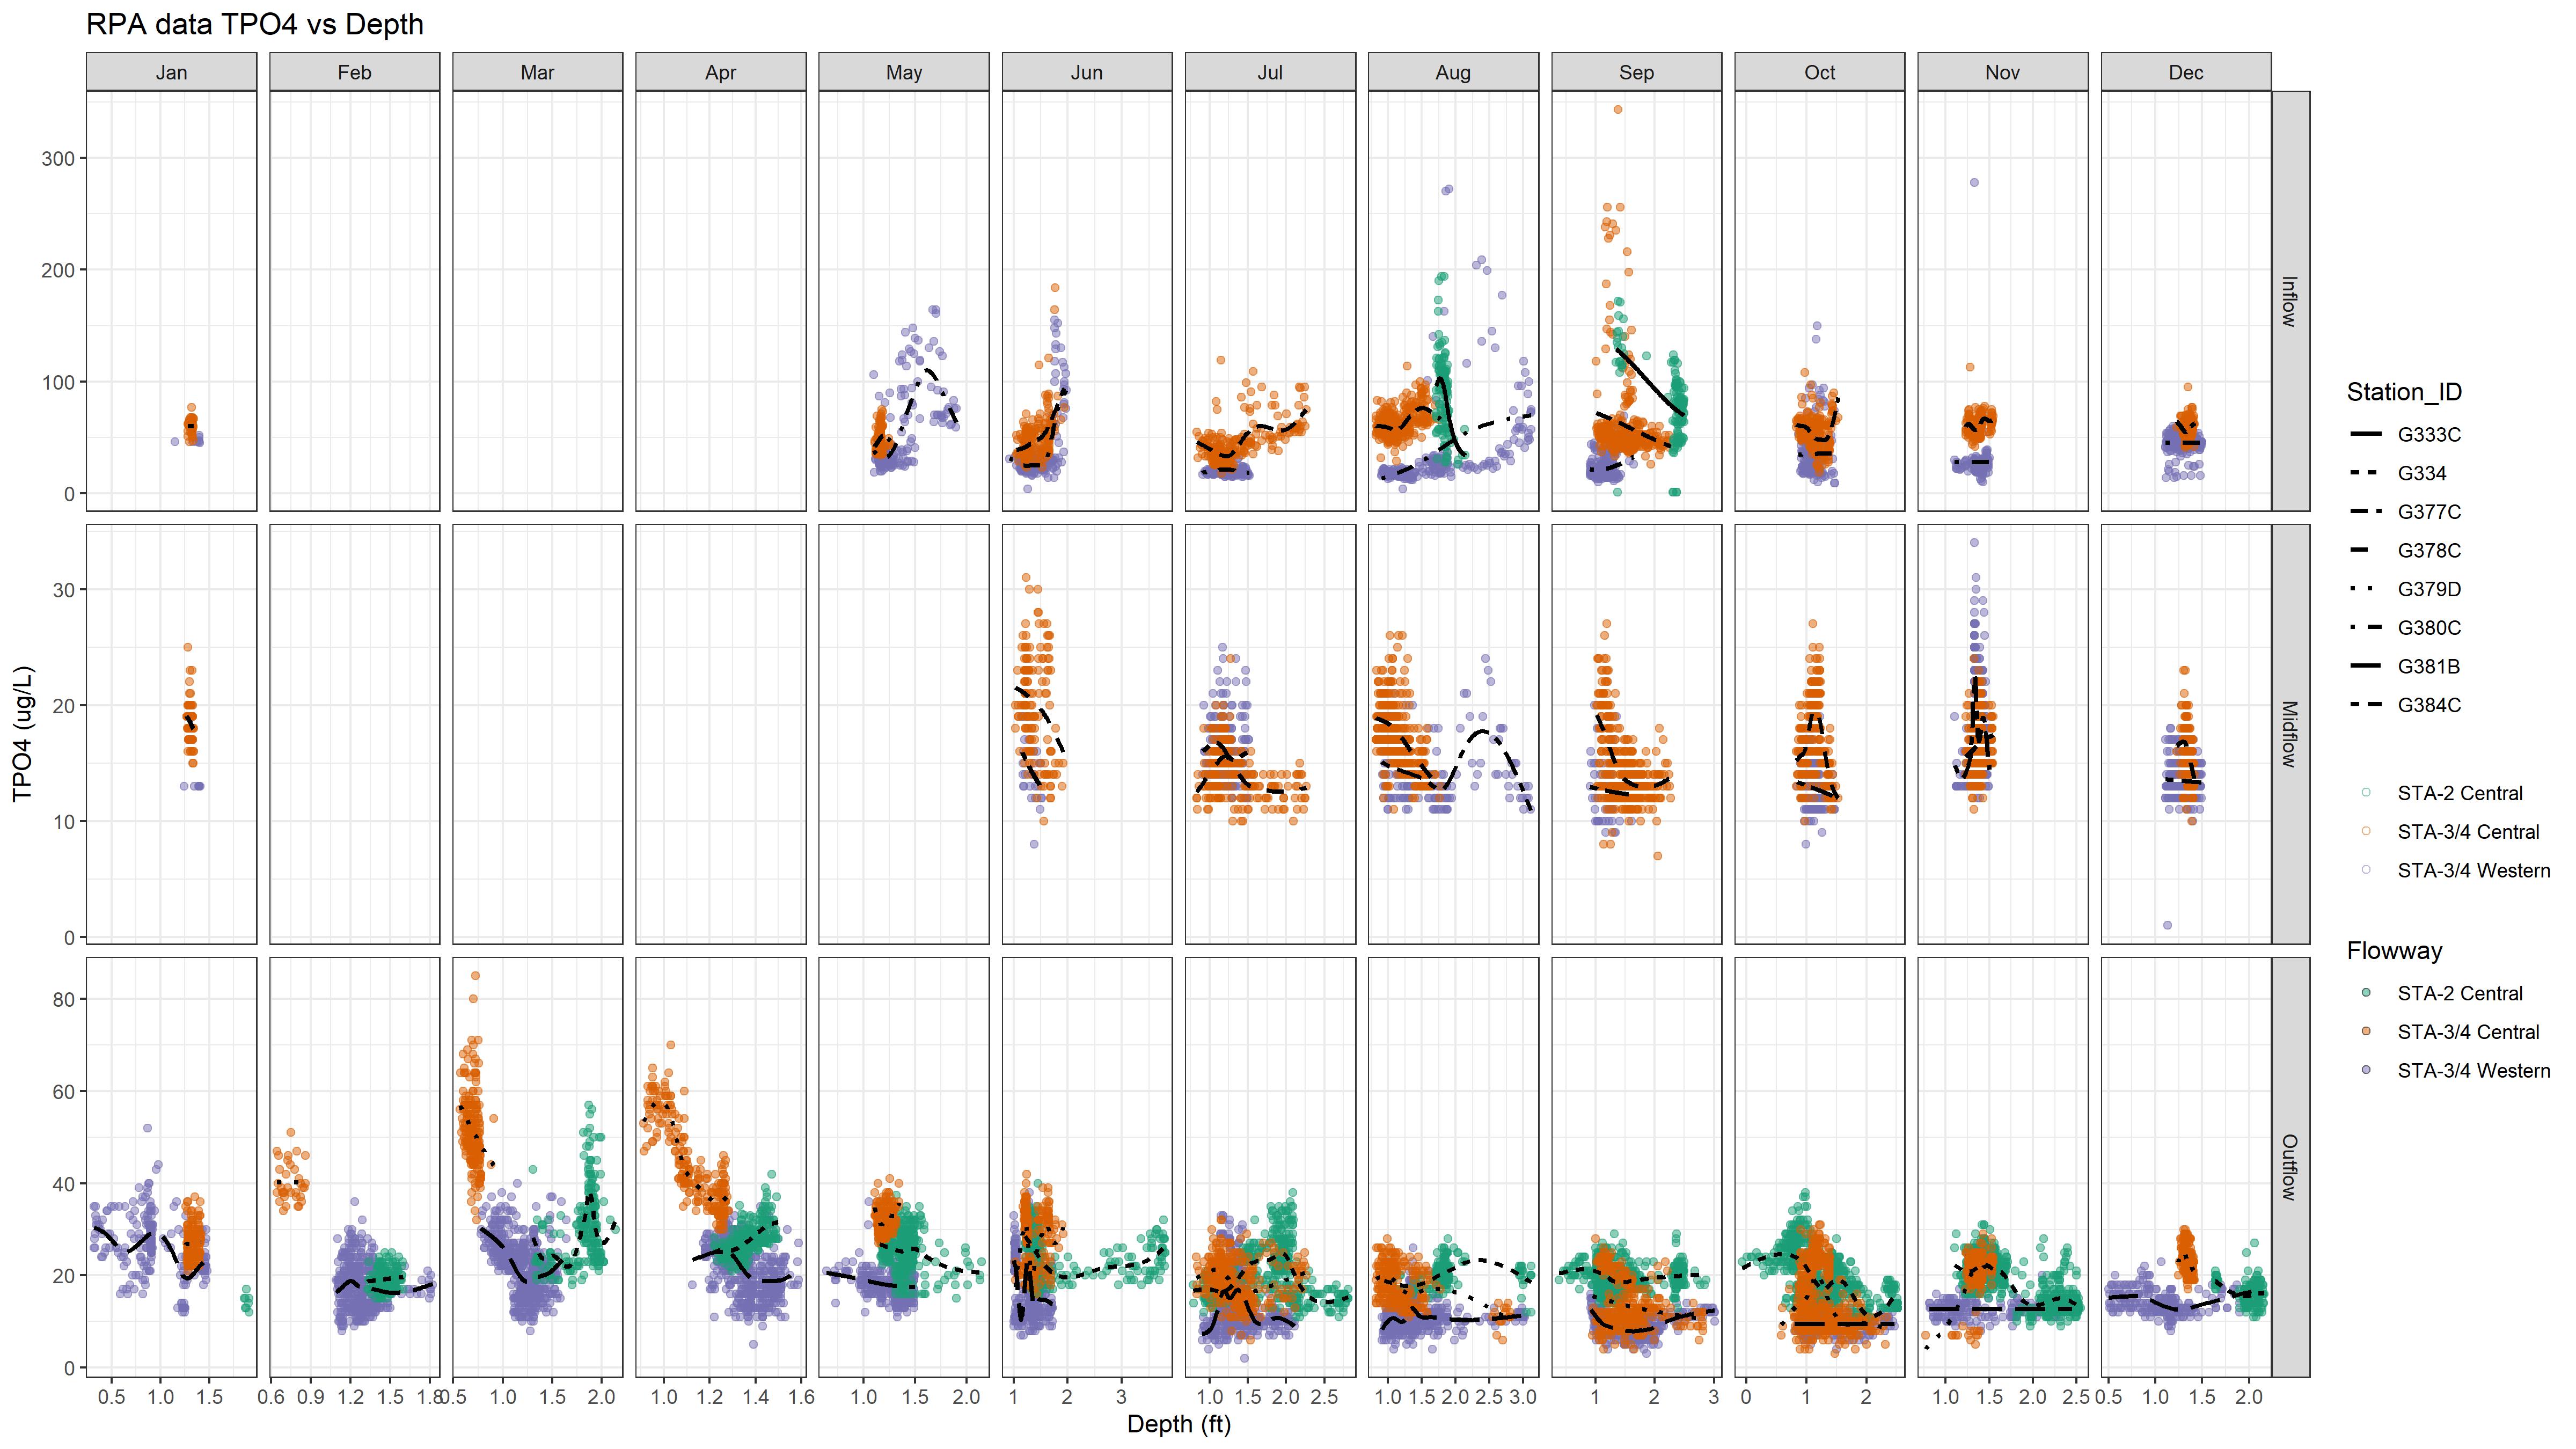 RPA data TPO4 vs Depth
Jan Feb Mar Apr May Jun Jul Aug Sep Oct Nov Dec
300
200
100
0
Inflow
30
20
10
0
Midflow
80
60
40
20
0
Outflow
TPO4 (ug/L)
0.5 1.0 1.5
0.6 0.9 1.2 1.5 1.8
0.5 1.0 1.5 2.0
1.0 1.2 1.4 1.6
1.0 1.5 2.0
1 2 3
1.0 1.5 2.0 2.5
1.0 1.5 2.0 2.5 3.0
1 2 3
0 1 2
1.0 1.5 2.0 2.5
0.5 1.0 1.5 2.0
Depth (ft)
Station_ID
G333C
G334
G377C
G378C
G379D
G380C
G381B
G384C
STA-2 Central
STA-3/4 Central
STA-3/4 Western
Flowway
STA-2 Central
STA-3/4 Central
STA-3/4 Western